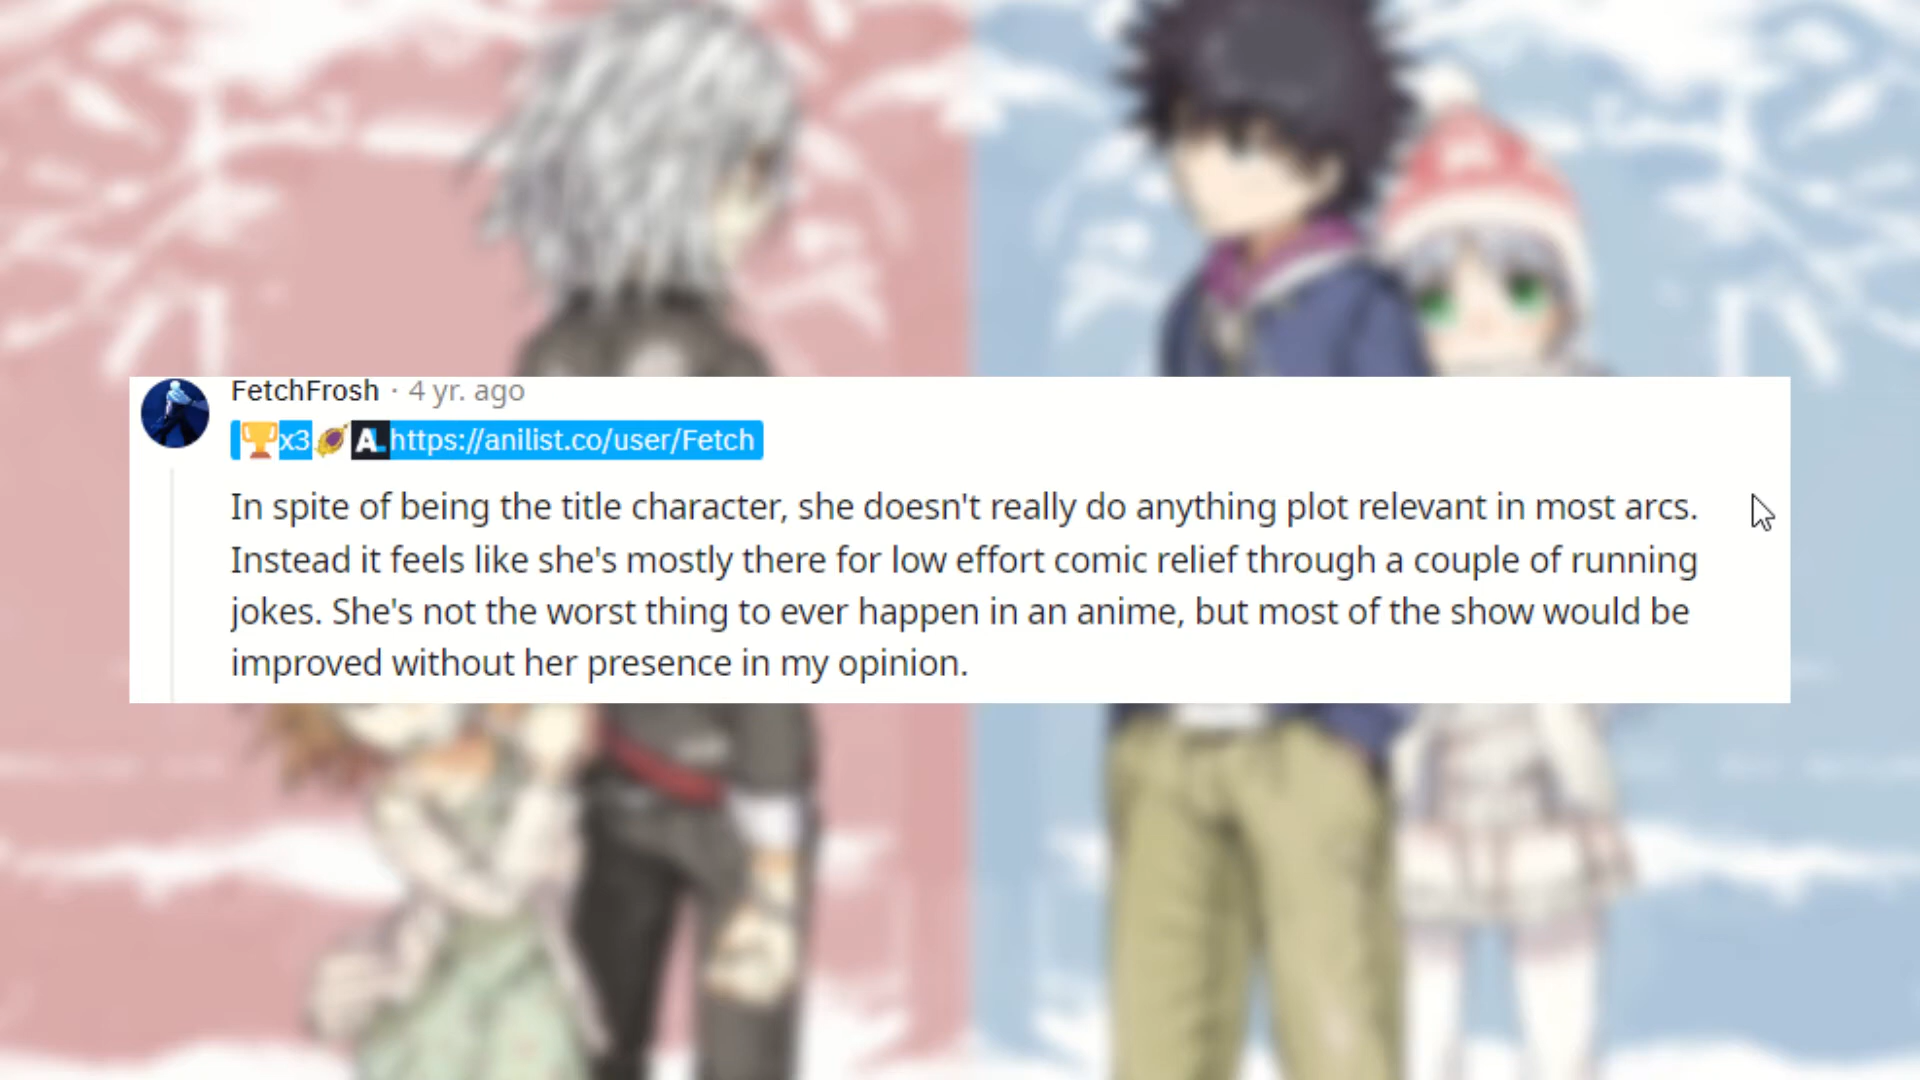 FetchFrosh · 4 yr. ago
x3 A https://anilist.co/user/Fetch
In spite of being the title character, she doesn't really do anything plot relevant in most arcs.
Instead it feels like she's mostly there for low effort comic relief through a couple of running
jokes. She's not the worst thing to ever happen in an anime, but most of the show would be
improved without her presence in my opinion.